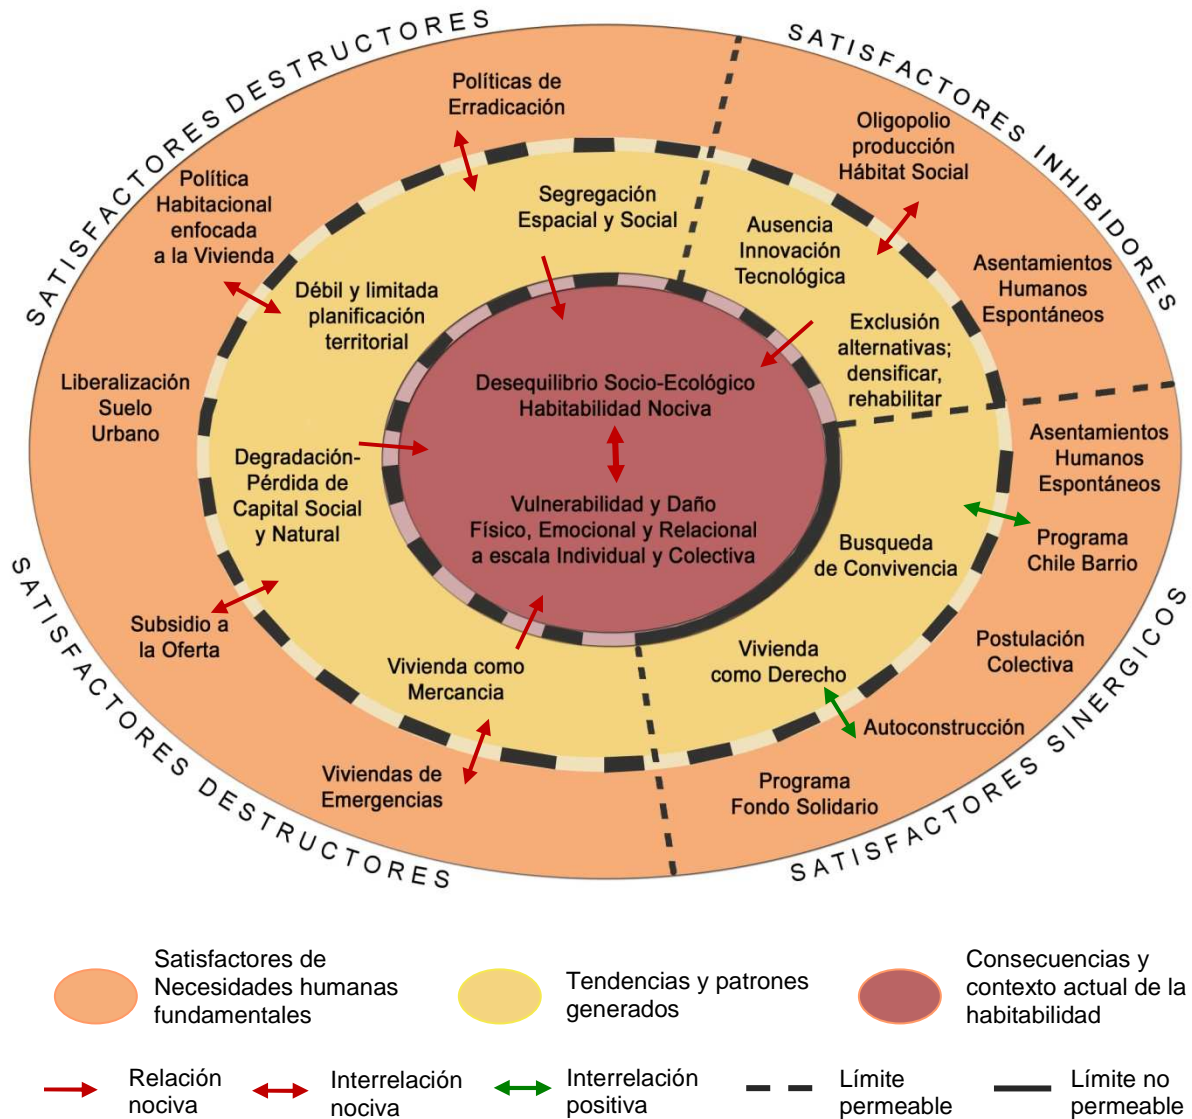 SATISFACTORES DESTRUCTORES
SATISFACTORES INHIBIDORES
Políticas de
Erradicación
Oligopolio
producción
Hábitat Social
Política
Habitacional
enfocada
a la Vivienda
Segregación
Espacial y Social
Ausencia
Innovación
Tecnológica
Asentamientos
Humanos
Espontáneos
Débil y limitada
planificación
territorial
Exclusión
alternativas;
densificar,
rehabilitar
Liberalización
Suelo
Urbano
Desequilibrio Socio-Ecológico
Habitabilidad Nociva
Asentamientos
Humanos
Espontáneos
Degradación-
Pérdida de
Capital Social
y Natural
Vulnerabilidad y Daño
Físico, Emocional y Relacional
a escala Individual y Colectiva
Busqueda
de Convivencia
Programa
Chile Barrio
Subsidio a
la Oferta
Vivienda como
Mercancia
Vivienda
como Derecho
Postulación
Colectiva
Autoconstrucción
Viviendas de
Emergencias
Programa
Fondo Solidario
SATISFACTORES DESTRUCTORES
SATISFACTORES SINÉRGICOS
Satisfactores de
Necesidades humanas
fundamentales
Tendencias y patrones
generados
Consecuencias y
contexto actual de la
habitabilidad
Relación
nociva
Interrelación
nociva
Interrelación
positiva
Límite
permeable
Límite no
permeable